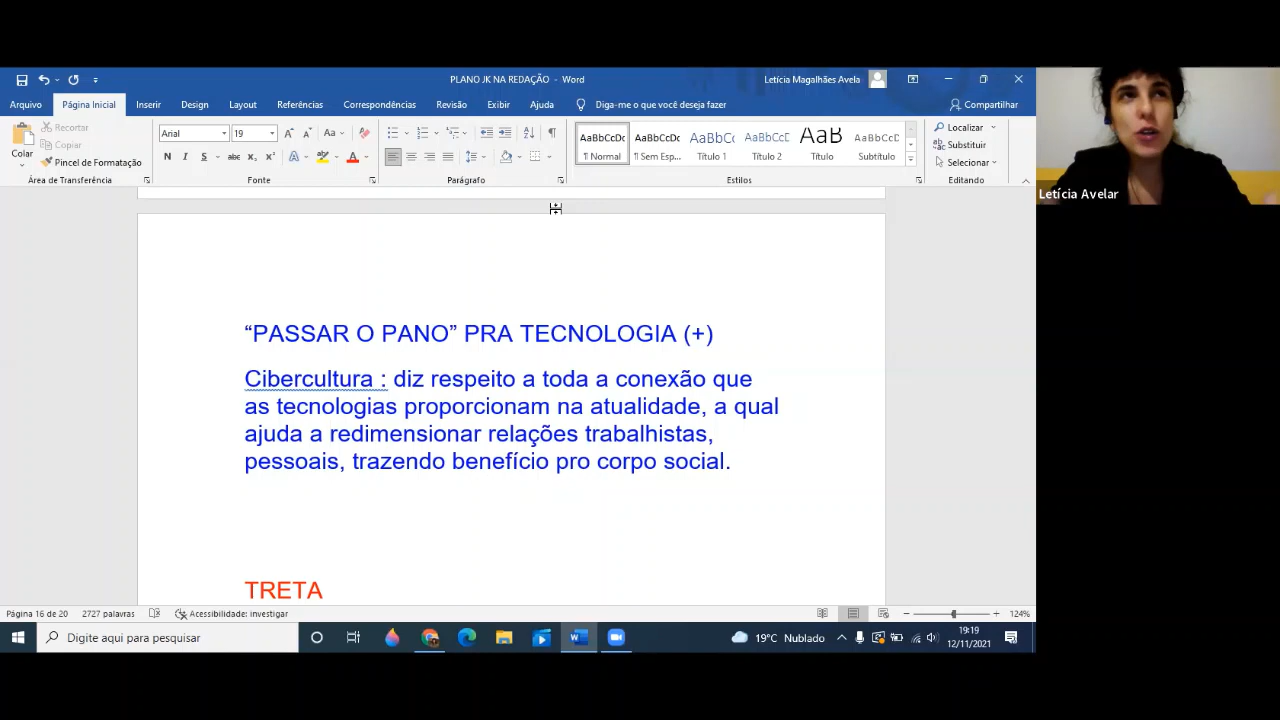 PLANO JK NA REDAÇÃO - Word
Letícia Magalhães Avela
Arquivo
Página Inicial
Inserir
Design
Layout
Referências
Correspondências
Revisão
Exibir
Ajuda
Diga-me o que você deseja fazer
Compartilhar
Colar
Recortar
Copiar
Pincel de Formatação
Área de Transferência
Arial
19
Fonte
Parágrafo
AaBbCcDc
¶ Normal
AaBbCcDc
¶ Sem Esp...
AaBbCc
Título 1
AaBbCcD
Título 2
AaB
Título
AaBbCcD
Subtítulo
Estilos
Localizar
Substituir
Selecionar
Editando
Letícia Avelar
“PASSAR O PANO” PRA TECNOLOGIA (+)
Cibercultura : diz respeito a toda a conexão que
as tecnologias proporcionam na atualidade, a qual
ajuda a redimensionar relações trabalhistas,
pessoais, trazendo benefício pro corpo social.
TRETA
Página 16 de 20
2727 palavras
Acessibilidade: investigar
124%
Digite aqui para pesquisar
19°C Nublado
19:19
12/11/2021